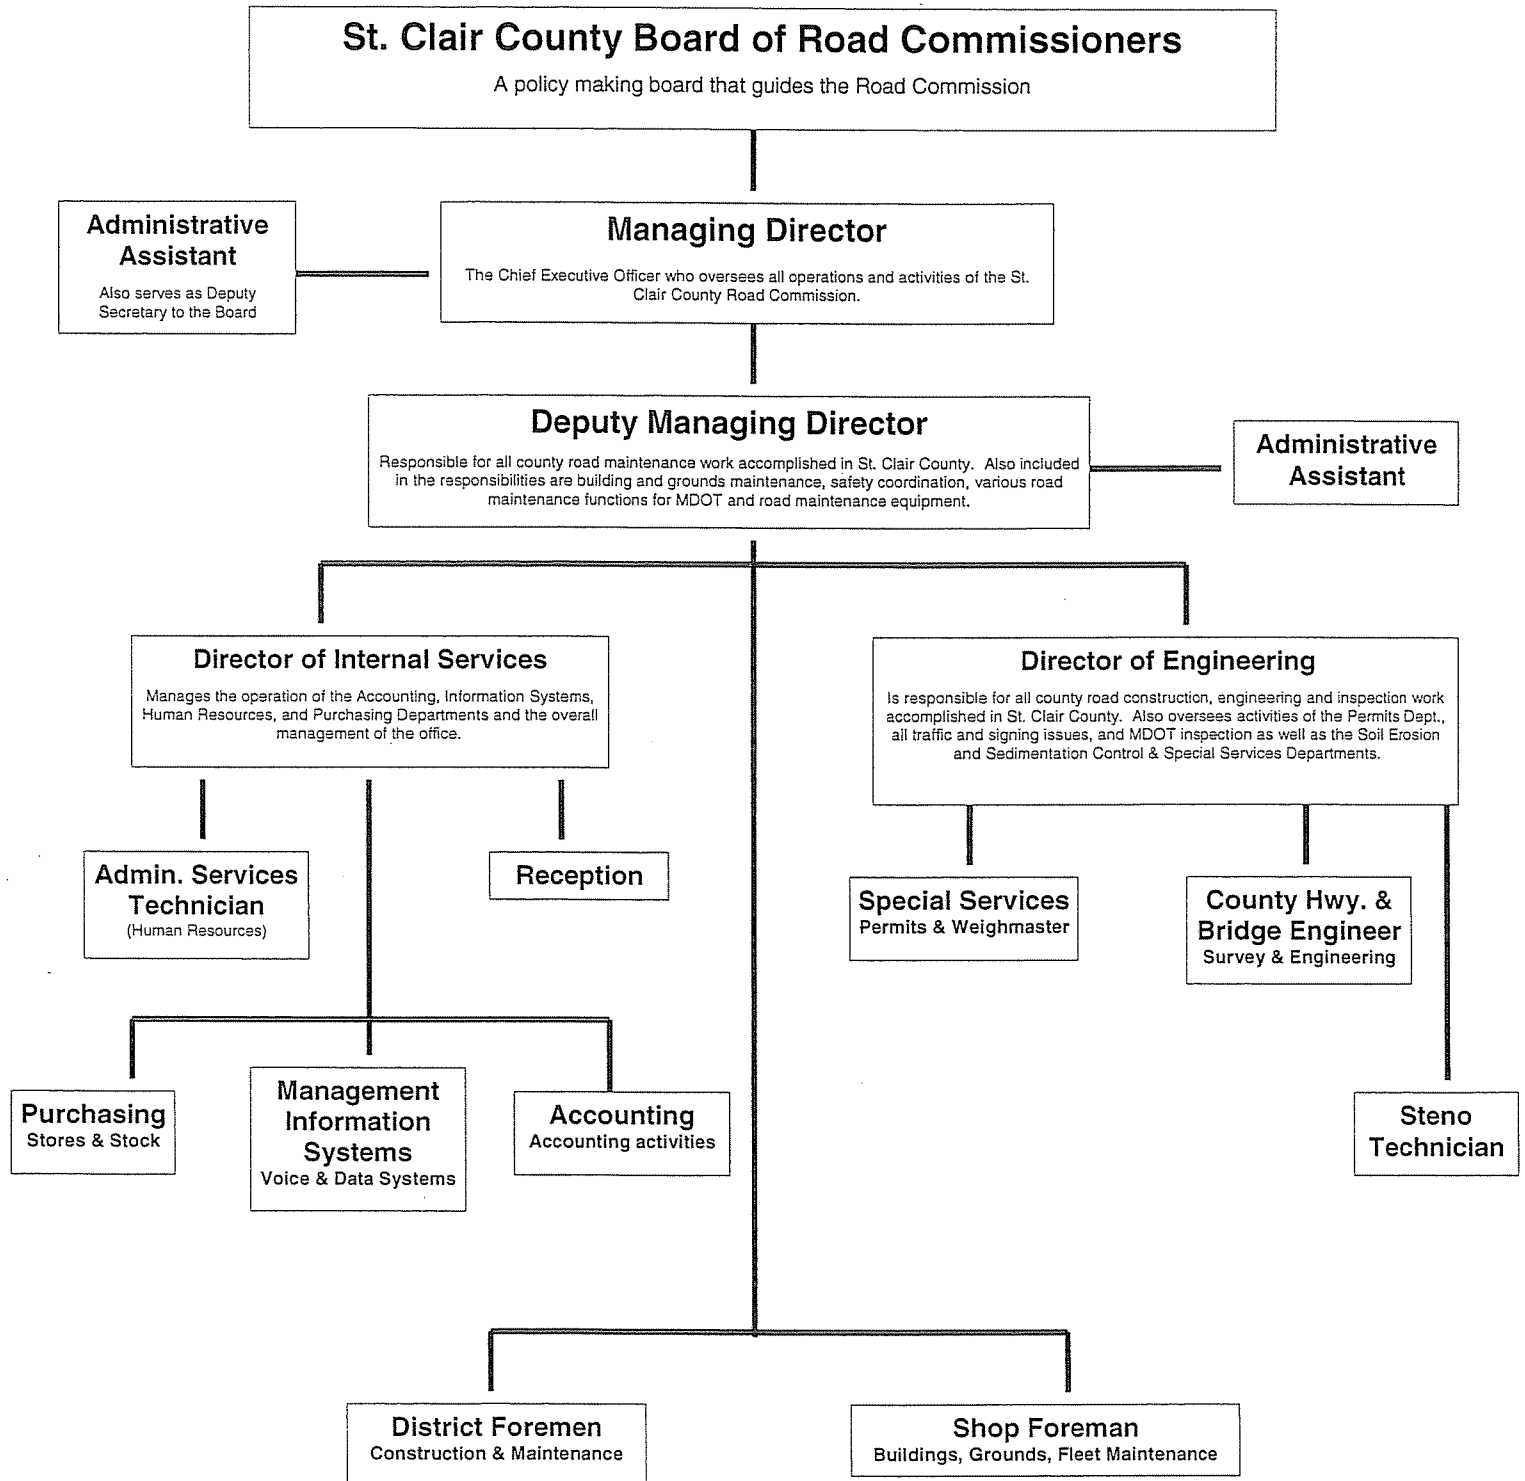 St. Clair County Board of Road Commissioners
A policy making board that guides the Road Commission
Administrative
Assistant
Also serves as Deputy
Secretary to the Board
Managing Director
The Chief Executive Officer who oversees all operations and activities of the St.
Clair County Road Commission.
Deputy Managing Director
Responsible for all county road maintenance work accomplished in St. Clair County. Also included
in the responsibilities are building and grounds maintenance, safety coordination, various road
maintenance functions for MDOT and road maintenance equipment.
Administrative
Assistant
Director of Internal Services
Manages the operation of the Accounting, Information Systems,
Human Resources, and Purchasing Departments and the overall
management of the office.
Director of Engineering
Is responsible for all county road construction, engineering and inspection work
accomplished in St. Clair County. Also oversees activities of the Permits Dept.,
all traffic and signing issues, and MDOT inspection as well as the Soil Erosion
and Sedimentation Control & Special Services Departments.
Admin. Services
Technician
(Human Resources)
Reception
Special Services
Permits & Weighmaster
County Hwy. &
Bridge Engineer
Survey & Engineering
Purchasing
Stores & Stock
Management
Information
Systems
Voice & Data Systems
Accounting
Accounting activities
Steno
Technician
District Foremen
Construction & Maintenance
Shop Foreman
Buildings, Grounds, Fleet Maintenance